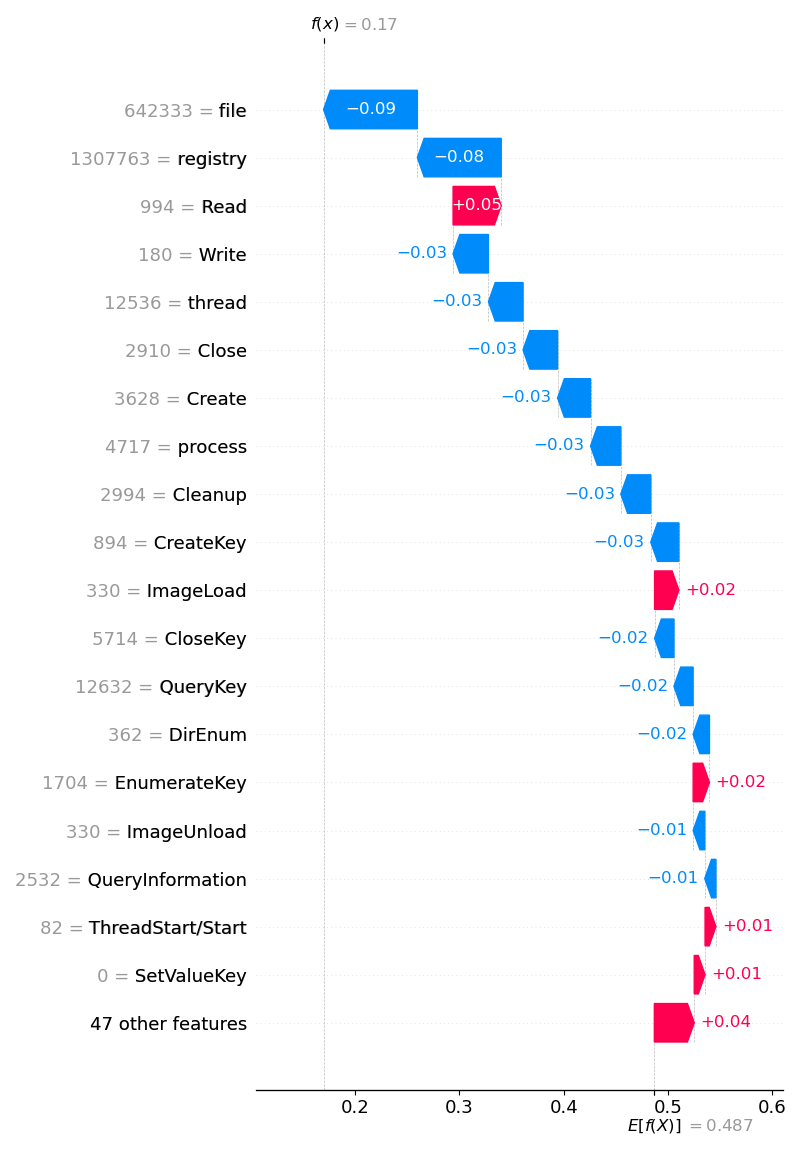 f(x) = 0.17
642333 = file −0.09
1307763 = registry −0.08
994 = Read +0.05
180 = Write −0.03
12536 = thread −0.03
2910 = Close −0.03
3628 = Create −0.03
4717 = process −0.03
2994 = Cleanup −0.03
894 = CreateKey −0.03
330 = ImageLoad +0.02
5714 = CloseKey −0.02
12632 = QueryKey −0.02
362 = DirEnum −0.02
1704 = EnumerateKey +0.02
330 = ImageUnload −0.01
2532 = QueryInformation −0.01
82 = ThreadStart/Start +0.01
0 = SetValueKey +0.01
47 other features +0.04
0.2 0.3 0.4 0.5 0.6
E[f(X)] = 0.487